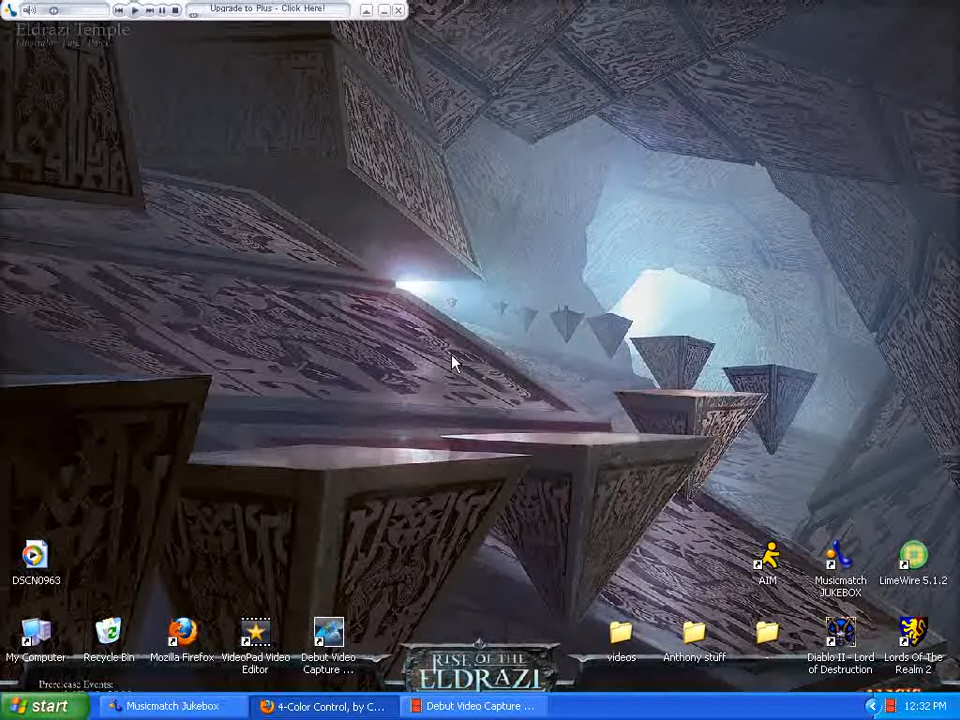 Upgrade to Plus - Click Here!
Eldrazi Temple
DSCN0963
AIM
Musicmatch
JUKEBOX
LimeWire 5.1.2
My Computer
Recycle Bin
Mozilla Firefox
VideoPad Video
Editor
Debut Video
Capture ...
videos
Anthony stuff
Diablo II - Lord
of Destruction
Lords Of The
Realm 2
RISE OF THE
ELDRAZI
Prerelease Events:
start
Musicmatch Jukebox
4-Color Control, by C...
Debut Video Capture ...
12:32 PM